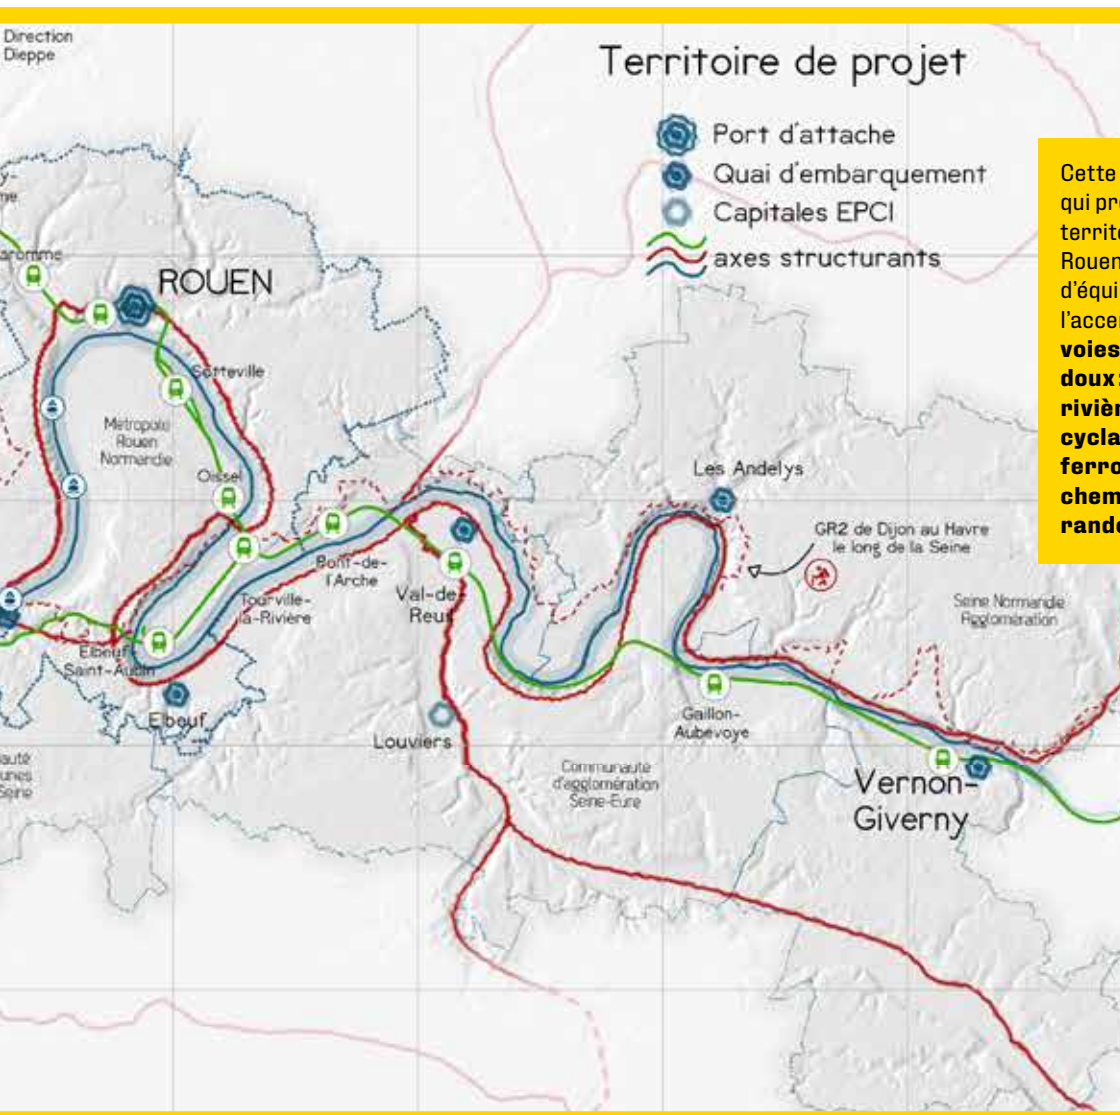 Direction
Dieppe
Territoire de projet
Port d'attache
Quai d'embarquement
Capitales EPCI
axes structurants
Cette
qui pr
territ
Rouen
d'équi
l'acce
voies
doux :
rivièr
cycla
ferro
chem
rand
ROUEN
Sotteville
Métropole
Rouen
Normandie
Oissel
Les Andelys
GR2 de Dijon au Havre
le long de la Seine
Pont-de-
l'Arche
Val-de-
Reuil
Tourville-
la-Rivière
Seine Normandie
Agglomération
Elbeuf-
Saint-Aubin
Elbeuf
Louviers
Gaillon-
Aubevoye
Communauté
d'agglomération
Seine-Eure
Vernon-
Giverny
auté
unes
Seine